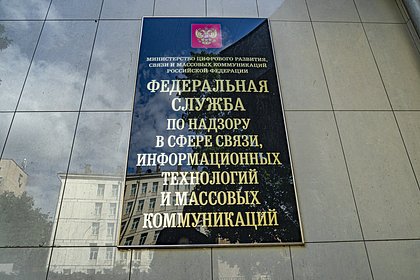 МИНИСТЕРСТВО ЦИФРОВОГО РАЗВИТИЯ,
СВЯЗИ И МАССОВЫХ КОММУНИКАЦИЙ
РОССИЙСКОЙ ФЕДЕРАЦИИ
ФЕДЕРАЛЬНАЯ
СЛУЖБА
ПО НАДЗОРУ
В СФЕРЕ СВЯЗИ,
ИНФОРМАЦИОННЫХ
ТЕХНОЛОГИЙ
И МАССОВЫХ
КОММУНИКАЦИЙ